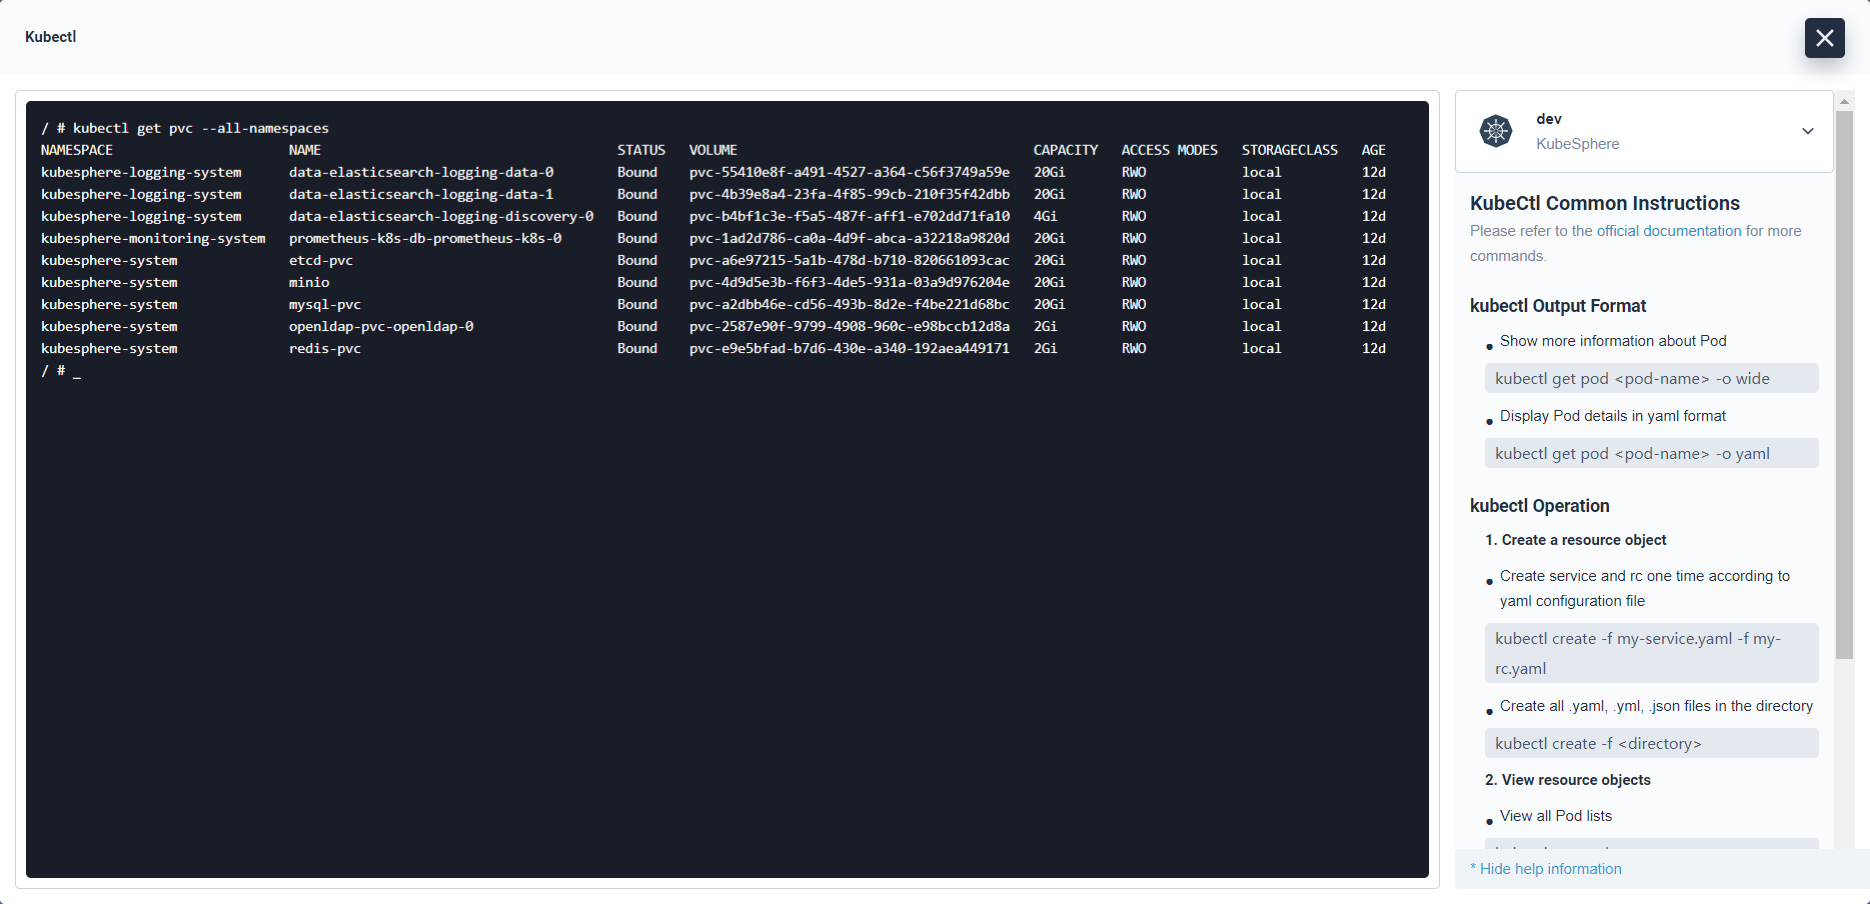 Kubectl
/ # kubectl get pvc --all-namespaces
NAMESPACE NAME STATUS VOLUME CAPACITY ACCESS MODES STORAGECLASS AGE
kubesphere-logging-system data-elasticsearch-logging-data-0 Bound pvc-55410e8f-a491-4527-a364-c56f3749a59e 20Gi RWO local 12d
kubesphere-logging-system data-elasticsearch-logging-data-1 Bound pvc-4b39e8a4-23fa-4f85-99cb-210f35f42dbb 20Gi RWO local 12d
kubesphere-logging-system data-elasticsearch-logging-discovery-0 Bound pvc-b4bf1c3e-f5a5-487f-aff1-e702dd71fa10 4Gi RWO local 12d
kubesphere-monitoring-system prometheus-k8s-db-prometheus-k8s-0 Bound pvc-1ad2d786-ca0a-4d9f-abca-a32218a9820d 20Gi RWO local 12d
kubesphere-system etcd-pvc Bound pvc-a6e97215-5a1b-478d-b710-820661093cac 20Gi RWO local 12d
kubesphere-system minio Bound pvc-4d9d5e3b-f6f3-4de5-931a-03a9d976204e 20Gi RWO local 12d
kubesphere-system mysql-pvc Bound pvc-a2dbb46e-cd56-493b-8d2e-f4be221d68bc 20Gi RWO local 12d
kubesphere-system openldap-pvc-openldap-0 Bound pvc-2587e90f-9799-4908-960c-e98bccb12d8a 2Gi RWO local 12d
kubesphere-system redis-pvc Bound pvc-e9e5bfad-b7d6-430e-a340-192aea449171 2Gi RWO local 12d
/ # _
dev
KubeSphere
KubeCtl Common Instructions
Please refer to the official documentation for more
commands.
kubectl Output Format
• Show more information about Pod
kubectl get pod <pod-name> -o wide
• Display Pod details in yaml format
kubectl get pod <pod-name> -o yaml
kubectl Operation
1. Create a resource object
• Create service and rc one time according to
yaml configuration file
kubectl create -f my-service.yaml -f my-
rc.yaml
• Create all .yaml, .yml, .json files in the directory
kubectl create -f <directory>
2. View resource objects
• View all Pod lists
* Hide help information